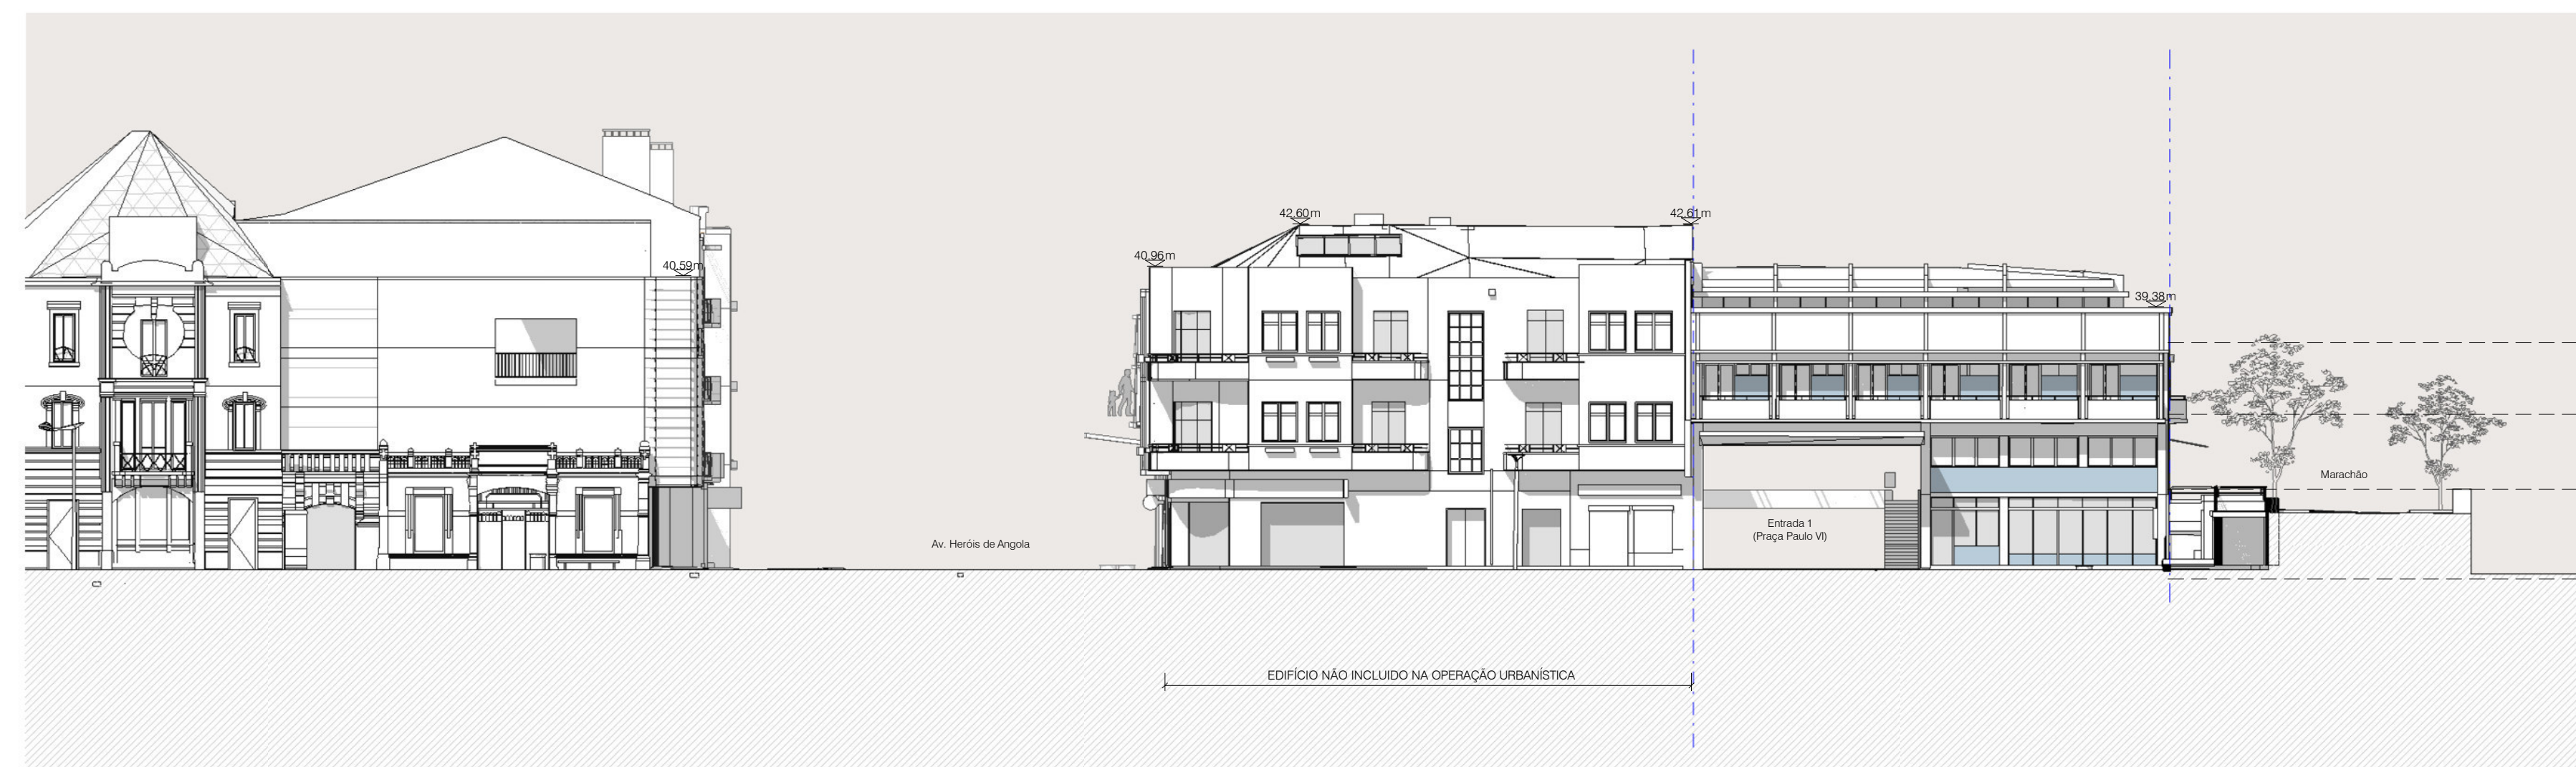 42.60m
42.61m
40.96m
40.59m
39.38m
Marachão
Entrada 1
(Praça Paulo VI)
Av. Heróis de Angola
EDIFÍCIO NÃO INCLUIDO NA OPERAÇÃO URBANÍSTICA